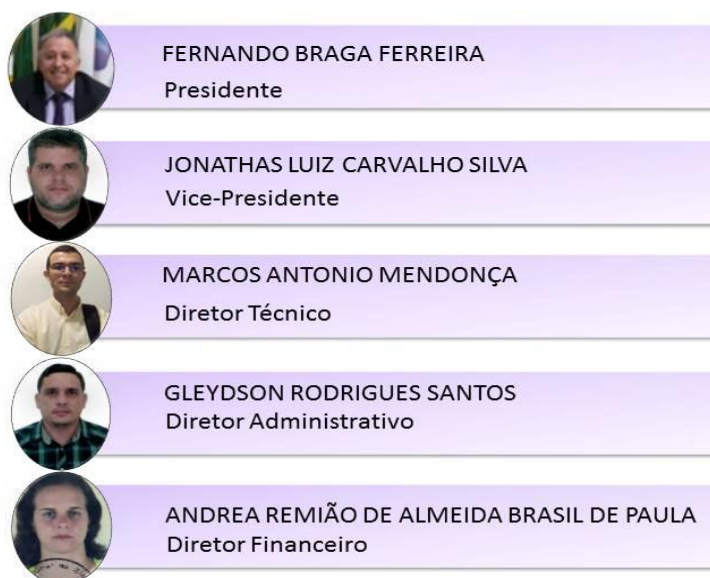 FERNANDO BRAGA FERREIRA
Presidente
JONATHAS LUIZ CARVALHO SILVA
Vice-Presidente
MARCOS ANTONIO MENDONÇA
Diretor Técnico
GLEYDSON RODRIGUES SANTOS
Diretor Administrativo
ANDREA REMIÃO DE ALMEIDA BRASIL DE PAULA
Diretor Financeiro